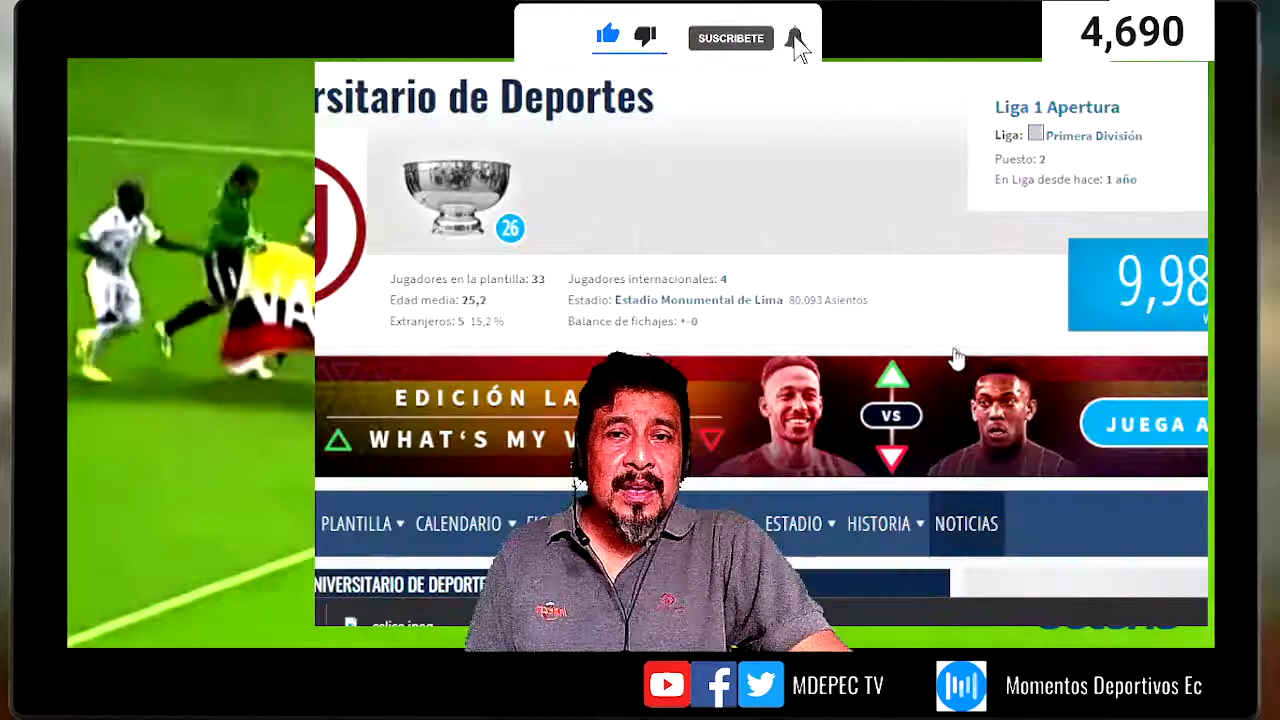 4,690
SUSCRIBETE
rsitario de Deportes
Liga 1 Apertura
Liga: Primera División
Puesto: 2
En Liga desde hace: 1 año
26
Jugadores en la plantilla: 33
Edad media: 25,2
Extranjeros: 5 15,2 %
Jugadores internacionales: 4
Estadio: Estadio Monumental de Lima 80.093 Asientos
Balance de fichajes: +-0
9,98
EDICIÓN LA
WHAT'S MY V
VS
JUEGA A
PLANTILLA CALENDARIO ESTADIO HISTORIA NOTICIAS
NIVERSITARIO DE DEPORTE
MDEPEC TV
Momentos Deportivos Ec